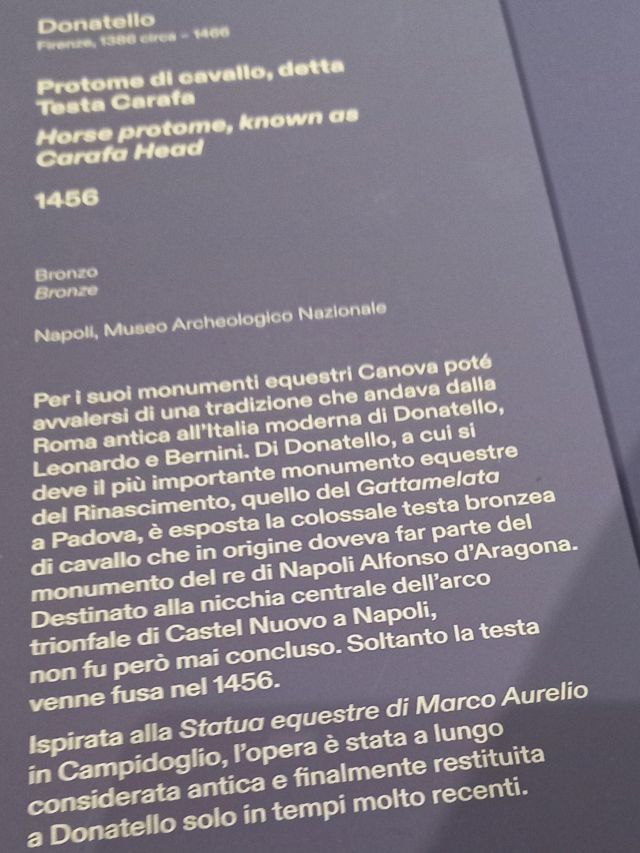 Donatello
Firenze, 1386 circa – 1466
Protome di cavallo, detta
Testa Carafa
Horse protome, known as
Carafa Head
1456
Bronzo
Bronze
Napoli, Museo Archeologico Nazionale
Per i suoi monumenti equestri Canova poté
avvalersi di una tradizione che andava dalla
Roma antica all'Italia moderna di Donatello,
Leonardo e Bernini. Di Donatello, a cui si
deve il più importante monumento equestre
del Rinascimento, quello del Gattamelata
a Padova, è esposta la colossale testa bronzea
di cavallo che in origine doveva far parte del
monumento del re di Napoli Alfonso d'Aragona.
Destinato alla nicchia centrale dell'arco
trionfale di Castel Nuovo a Napoli,
non fu però mai concluso. Soltanto la testa
venne fusa nel 1456.
Ispirata alla Statua equestre di Marco Aurelio
in Campidoglio, l'opera è stata a lungo
considerata antica e finalmente restituita
a Donatello solo in tempi molto recenti.